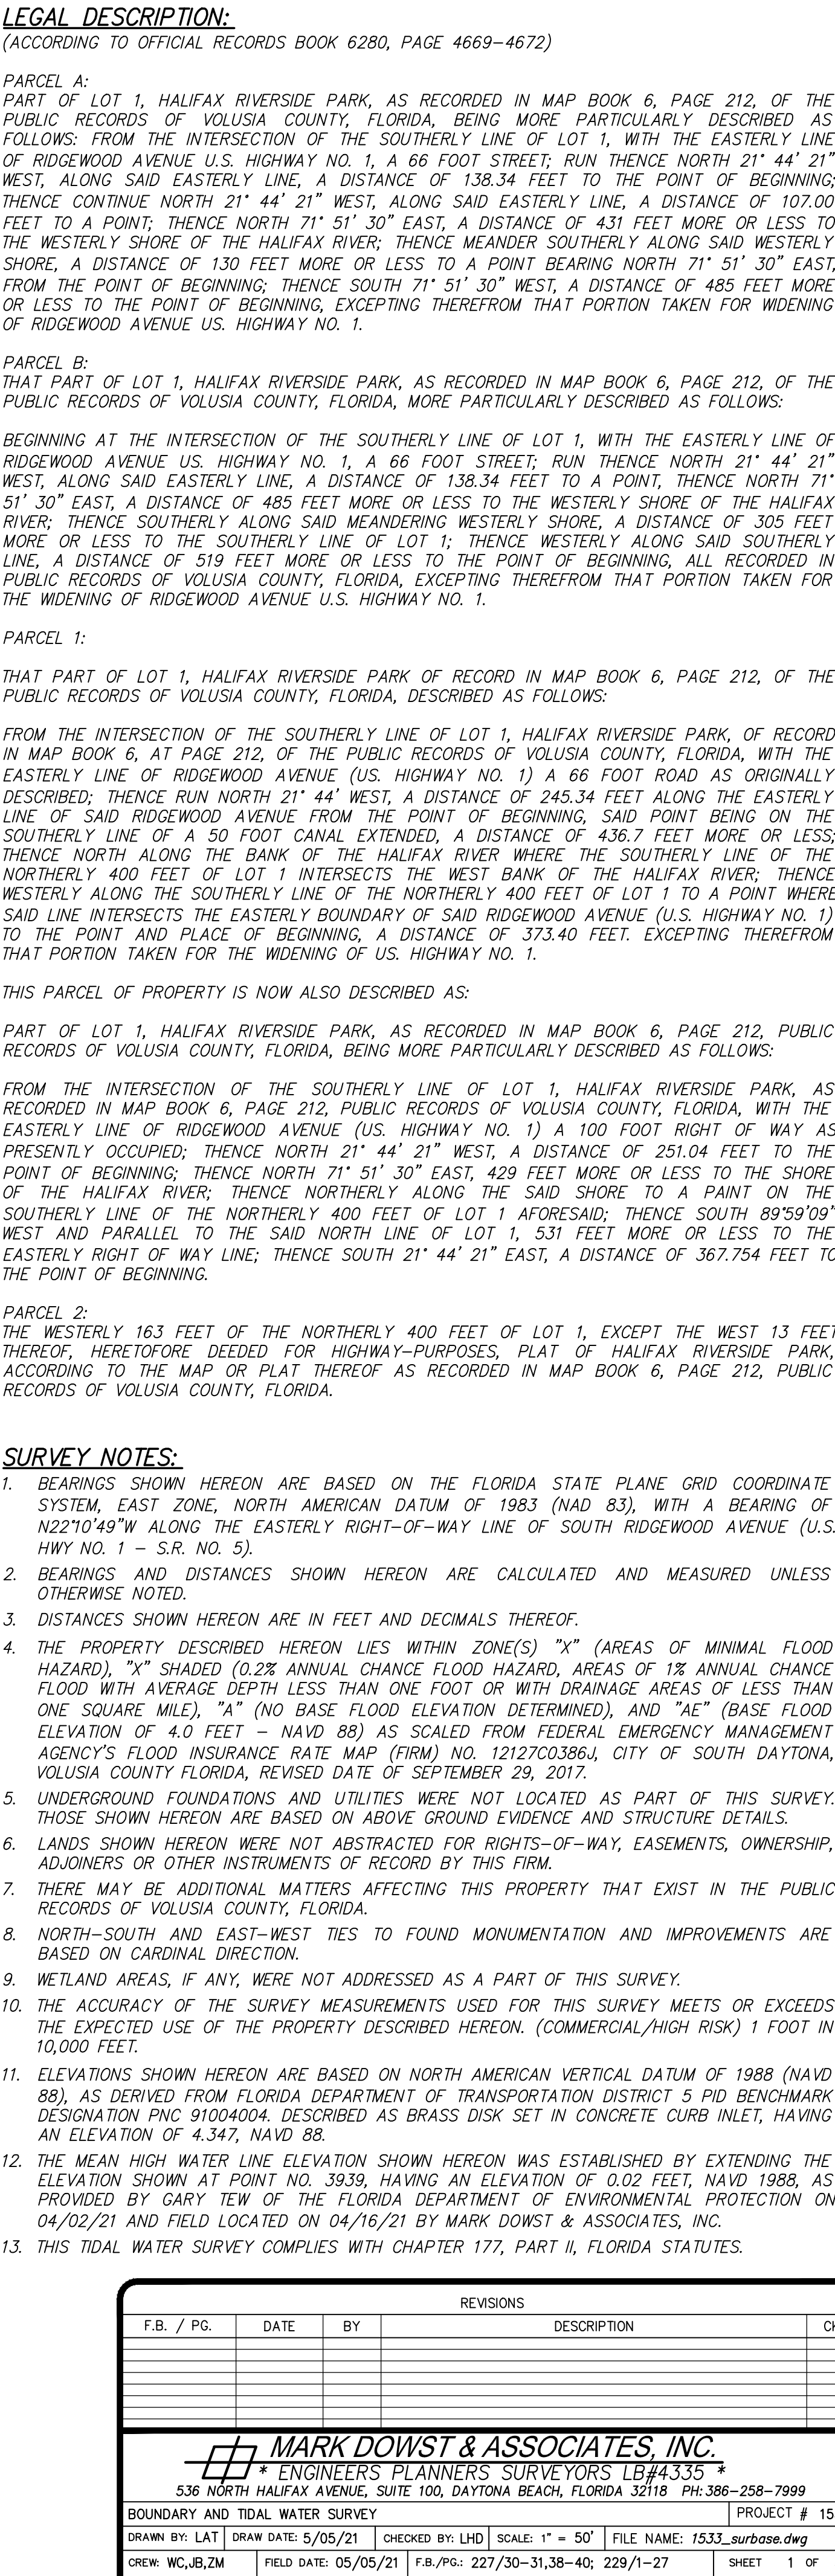 LEGAL DESCRIPTION:
(ACCORDING TO OFFICIAL RECORDS BOOK 6280, PAGE 4669-4672)
PARCEL A:
PART OF LOT 1, HALIFAX RIVERSIDE PARK, AS RECORDED IN MAP BOOK 6, PAGE 212, OF THE
PUBLIC RECORDS OF VOLUSIA COUNTY, FLORIDA, BEING MORE PARTICULARLY DESCRIBED AS
FOLLOWS: FROM THE INTERSECTION OF THE SOUTHERLY LINE OF LOT 1, WITH THE EASTERLY LINE
OF RIDGEWOOD AVENUE U.S. HIGHWAY NO. 1, A 66 FOOT STREET; RUN THENCE NORTH 21° 44' 21"
WEST, ALONG SAID EASTERLY LINE, A DISTANCE OF 138.34 FEET TO THE POINT OF BEGINNING;
THENCE CONTINUE NORTH 21° 44' 21" WEST, ALONG SAID EASTERLY LINE, A DISTANCE OF 107.00
FEET TO A POINT; THENCE NORTH 71° 51' 30" EAST, A DISTANCE OF 431 FEET MORE OR LESS TO
THE WESTERLY SHORE OF THE HALIFAX RIVER; THENCE MEANDER SOUTHERLY ALONG SAID WESTERLY
SHORE, A DISTANCE OF 130 FEET MORE OR LESS TO A POINT BEARING NORTH 71° 51' 30" EAST,
FROM THE POINT OF BEGINNING; THENCE SOUTH 71° 51' 30" WEST, A DISTANCE OF 485 FEET MORE
OR LESS TO THE POINT OF BEGINNING, EXCEPTING THEREFROM THAT PORTION TAKEN FOR WIDENING
OF RIDGEWOOD AVENUE US. HIGHWAY NO. 1.
PARCEL B:
THAT PART OF LOT 1, HALIFAX RIVERSIDE PARK, AS RECORDED IN MAP BOOK 6, PAGE 212, OF THE
PUBLIC RECORDS OF VOLUSIA COUNTY, FLORIDA, MORE PARTICULARLY DESCRIBED AS FOLLOWS:
BEGINNING AT THE INTERSECTION OF THE SOUTHERLY LINE OF LOT 1, WITH THE EASTERLY LINE OF
RIDGEWOOD AVENUE US. HIGHWAY NO. 1, A 66 FOOT STREET; RUN THENCE NORTH 21° 44' 21"
WEST, ALONG SAID EASTERLY LINE, A DISTANCE OF 138.34 FEET TO A POINT, THENCE NORTH 71°
51' 30" EAST, A DISTANCE OF 485 FEET MORE OR LESS TO THE WESTERLY SHORE OF THE HALIFAX
RIVER; THENCE SOUTHERLY ALONG SAID MEANDERING WESTERLY SHORE, A DISTANCE OF 305 FEET
MORE OR LESS TO THE SOUTHERLY LINE OF LOT 1; THENCE WESTERLY ALONG SAID SOUTHERLY
LINE, A DISTANCE OF 519 FEET MORE OR LESS TO THE POINT OF BEGINNING, ALL RECORDED IN
PUBLIC RECORDS OF VOLUSIA COUNTY, FLORIDA, EXCEPTING THEREFROM THAT PORTION TAKEN FOR
THE WIDENING OF RIDGEWOOD AVENUE U.S. HIGHWAY NO. 1.
PARCEL 1:
THAT PART OF LOT 1, HALIFAX RIVERSIDE PARK OF RECORD IN MAP BOOK 6, PAGE 212, OF THE
PUBLIC RECORDS OF VOLUSIA COUNTY, FLORIDA, DESCRIBED AS FOLLOWS:
FROM THE INTERSECTION OF THE SOUTHERLY LINE OF LOT 1, HALIFAX RIVERSIDE PARK, OF RECORD
IN MAP BOOK 6, AT PAGE 212, OF THE PUBLIC RECORDS OF VOLUSIA COUNTY, FLORIDA, WITH THE
EASTERLY LINE OF RIDGEWOOD AVENUE (US. HIGHWAY NO. 1) A 66 FOOT ROAD AS ORIGINALLY
DESCRIBED; THENCE RUN NORTH 21° 44' WEST, A DISTANCE OF 245.34 FEET ALONG THE EASTERLY
LINE OF SAID RIDGEWOOD AVENUE FROM THE POINT OF BEGINNING, SAID POINT BEING ON THE
SOUTHERLY LINE OF A 50 FOOT CANAL EXTENDED, A DISTANCE OF 436.7 FEET MORE OR LESS;
THENCE NORTH ALONG THE BANK OF THE HALIFAX RIVER WHERE THE SOUTHERLY LINE OF THE
NORTHERLY 400 FEET OF LOT 1 INTERSECTS THE WEST BANK OF THE HALIFAX RIVER; THENCE
WESTERLY ALONG THE SOUTHERLY LINE OF THE NORTHERLY 400 FEET OF LOT 1 TO A POINT WHERE
SAID LINE INTERSECTS THE EASTERLY BOUNDARY OF SAID RIDGEWOOD AVENUE (U.S. HIGHWAY NO. 1)
TO THE POINT AND PLACE OF BEGINNING, A DISTANCE OF 373.40 FEET. EXCEPTING THEREFROM
THAT PORTION TAKEN FOR THE WIDENING OF US. HIGHWAY NO. 1.
THIS PARCEL OF PROPERTY IS NOW ALSO DESCRIBED AS:
PART OF LOT 1, HALIFAX RIVERSIDE PARK, AS RECORDED IN MAP BOOK 6, PAGE 212, PUBLIC
RECORDS OF VOLUSIA COUNTY, FLORIDA, BEING MORE PARTICULARLY DESCRIBED AS FOLLOWS:
FROM THE INTERSECTION OF THE SOUTHERLY LINE OF LOT 1, HALIFAX RIVERSIDE PARK, AS
RECORDED IN MAP BOOK 6, PAGE 212, PUBLIC RECORDS OF VOLUSIA COUNTY, FLORIDA, WITH THE
EASTERLY LINE OF RIDGEWOOD AVENUE (US. HIGHWAY NO. 1) A 100 FOOT RIGHT OF WAY AS
PRESENTLY OCCUPIED; THENCE NORTH 21° 44' 21" WEST, A DISTANCE OF 251.04 FEET TO THE
POINT OF BEGINNING; THENCE NORTH 71° 51' 30" EAST, 429 FEET MORE OR LESS TO THE SHORE
OF THE HALIFAX RIVER; THENCE NORTHERLY ALONG THE SAID SHORE TO A PAINT ON THE
SOUTHERLY LINE OF THE NORTHERLY 400 FEET OF LOT 1 AFORESAID; THENCE SOUTH 89°59'09"
WEST AND PARALLEL TO THE SAID NORTH LINE OF LOT 1, 531 FEET MORE OR LESS TO THE
EASTERLY RIGHT OF WAY LINE; THENCE SOUTH 21° 44' 21" EAST, A DISTANCE OF 367.754 FEET TO
THE POINT OF BEGINNING.
PARCEL 2:
THE WESTERLY 163 FEET OF THE NORTHERLY 400 FEET OF LOT 1, EXCEPT THE WEST 13 FEET
THEREOF, HERETOFORE DEEDED FOR HIGHWAY-PURPOSES, PLAT OF HALIFAX RIVERSIDE PARK,
ACCORDING TO THE MAP OR PLAT THEREOF AS RECORDED IN MAP BOOK 6, PAGE 212, PUBLIC
RECORDS OF VOLUSIA COUNTY, FLORIDA.
SURVEY NOTES:
1. BEARINGS SHOWN HEREON ARE BASED ON THE FLORIDA STATE PLANE GRID COORDINATE
SYSTEM, EAST ZONE, NORTH AMERICAN DATUM OF 1983 (NAD 83), WITH A BEARING OF
N22°10'49"W ALONG THE EASTERLY RIGHT-OF-WAY LINE OF SOUTH RIDGEWOOD AVENUE (U.S.
HWY NO. 1 - S.R. NO. 5).
2. BEARINGS AND DISTANCES SHOWN HEREON ARE CALCULATED AND MEASURED UNLESS
OTHERWISE NOTED.
3. DISTANCES SHOWN HEREON ARE IN FEET AND DECIMALS THEREOF.
4. THE PROPERTY DESCRIBED HEREON LIES WITHIN ZONE(S) "X" (AREAS OF MINIMAL FLOOD
HAZARD), "X" SHADED (0.2% ANNUAL CHANCE FLOOD HAZARD, AREAS OF 1% ANNUAL CHANCE
FLOOD WITH AVERAGE DEPTH LESS THAN ONE FOOT OR WITH DRAINAGE AREAS OF LESS THAN
ONE SQUARE MILE), "A" (NO BASE FLOOD ELEVATION DETERMINED), AND "AE" (BASE FLOOD
ELEVATION OF 4.0 FEET - NAVD 88) AS SCALED FROM FEDERAL EMERGENCY MANAGEMENT
AGENCY'S FLOOD INSURANCE RATE MAP (FIRM) NO. 12127C0386J, CITY OF SOUTH DAYTONA,
VOLUSIA COUNTY FLORIDA, REVISED DATE OF SEPTEMBER 29, 2017.
5. UNDERGROUND FOUNDATIONS AND UTILITIES WERE NOT LOCATED AS PART OF THIS SURVEY.
THOSE SHOWN HEREON ARE BASED ON ABOVE GROUND EVIDENCE AND STRUCTURE DETAILS.
6. LANDS SHOWN HEREON WERE NOT ABSTRACTED FOR RIGHTS-OF-WAY, EASEMENTS, OWNERSHIP,
ADJOINERS OR OTHER INSTRUMENTS OF RECORD BY THIS FIRM.
7. THERE MAY BE ADDITIONAL MATTERS AFFECTING THIS PROPERTY THAT EXIST IN THE PUBLIC
RECORDS OF VOLUSIA COUNTY, FLORIDA.
8. NORTH-SOUTH AND EAST-WEST TIES TO FOUND MONUMENTATION AND IMPROVEMENTS ARE
BASED ON CARDINAL DIRECTION.
9. WETLAND AREAS, IF ANY, WERE NOT ADDRESSED AS A PART OF THIS SURVEY.
10. THE ACCURACY OF THE SURVEY MEASUREMENTS USED FOR THIS SURVEY MEETS OR EXCEEDS
THE EXPECTED USE OF THE PROPERTY DESCRIBED HEREON. (COMMERCIAL/HIGH RISK) 1 FOOT IN
10,000 FEET.
11. ELEVATIONS SHOWN HEREON ARE BASED ON NORTH AMERICAN VERTICAL DATUM OF 1988 (NAVD
88), AS DERIVED FROM FLORIDA DEPARTMENT OF TRANSPORTATION DISTRICT 5 PID BENCHMARK
DESIGNATION PNC 91004004. DESCRIBED AS BRASS DISK SET IN CONCRETE CURB INLET, HAVING
AN ELEVATION OF 4.347, NAVD 88.
12. THE MEAN HIGH WATER LINE ELEVATION SHOWN HEREON WAS ESTABLISHED BY EXTENDING THE
ELEVATION SHOWN AT POINT NO. 3939, HAVING AN ELEVATION OF 0.02 FEET, NAVD 1988, AS
PROVIDED BY GARY TEW OF THE FLORIDA DEPARTMENT OF ENVIRONMENTAL PROTECTION ON
04/02/21 AND FIELD LOCATED ON 04/16/21 BY MARK DOWST & ASSOCIATES, INC.
13. THIS TIDAL WATER SURVEY COMPLIES WITH CHAPTER 177, PART II, FLORIDA STATUTES.
REVISIONS
F.B. / PG. DATE BY DESCRIPTION
MARK DOWST & ASSOCIATES, INC.
* ENGINEERS PLANNERS SURVEYORS LB#4335 *
536 NORTH HALIFAX AVENUE, SUITE 100, DAYTONA BEACH, FLORIDA 32118 PH: 386-258-7999
BOUNDARY AND TIDAL WATER SURVEY PROJECT # 15
DRAWN BY: LAT DRAW DATE: 5/05/21 CHECKED BY: LHD SCALE: 1" = 50' FILE NAME: 1533_surbase.dwg
CREW: WC,JB,ZM FIELD DATE: 05/05/21 F.B./PG.: 227/30-31,38-40; 229/1-27 SHEET 1 OF